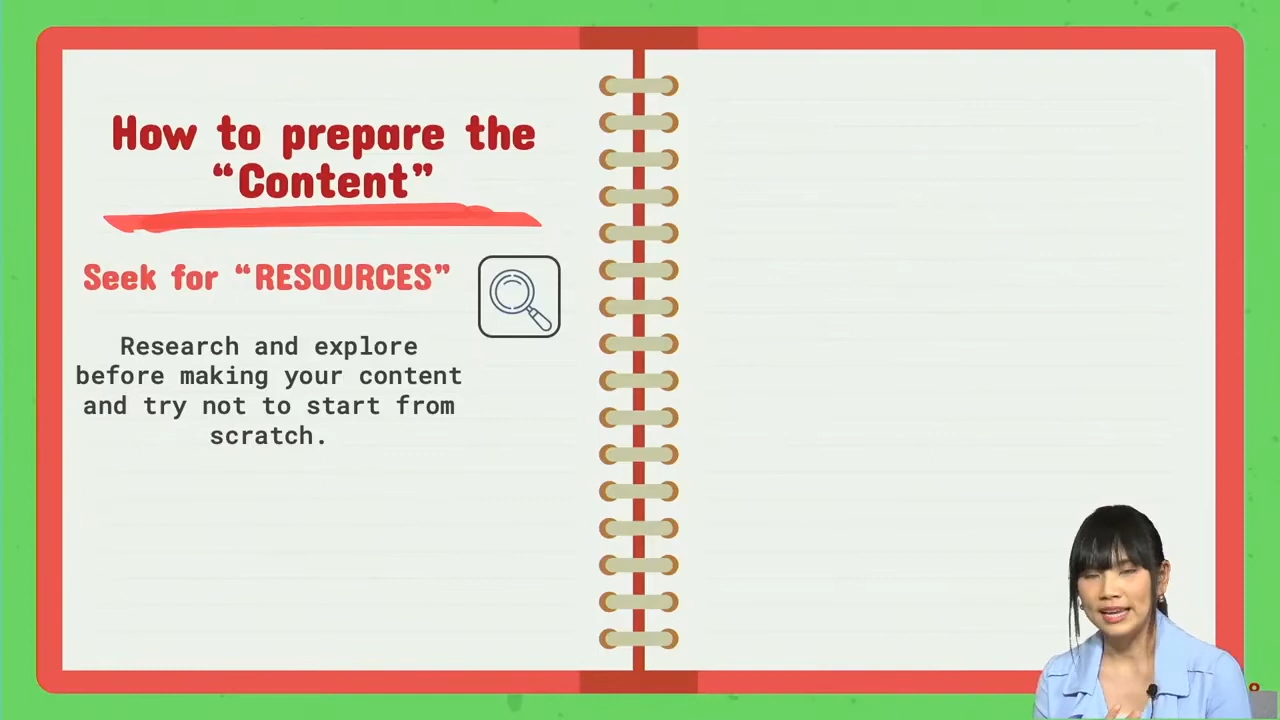 How to prepare the
“Content”
Seek for “RESOURCES”
Research and explore
before making your content
and try not to start from
scratch.